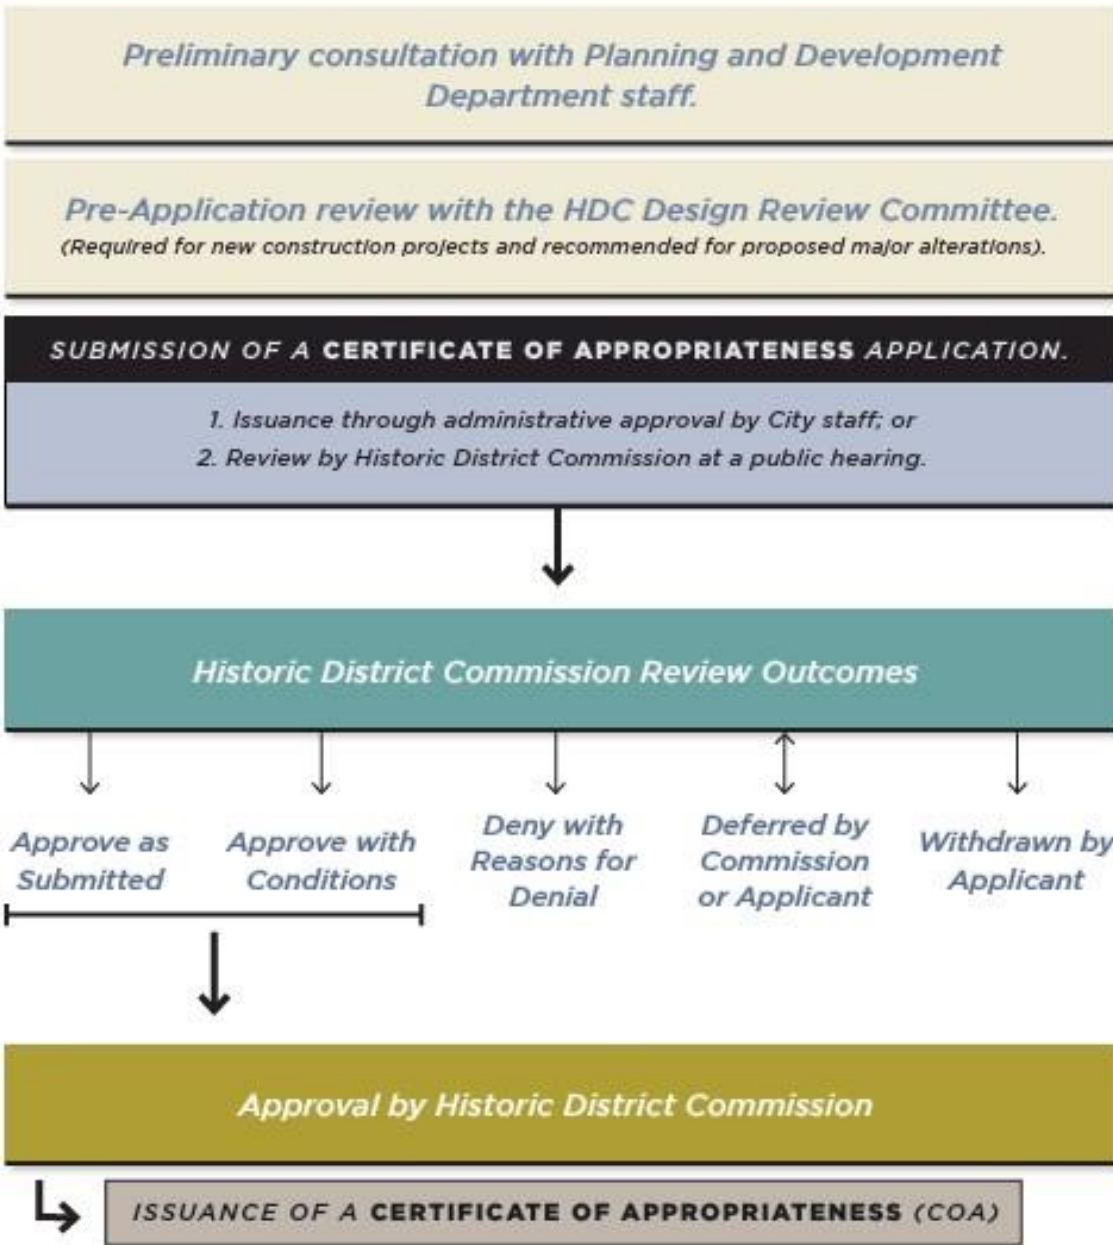 Preliminary consultation with Planning and Development
Department staff.
Pre-Application review with the HDC Design Review Committee.
(Required for new construction projects and recommended for proposed major alterations).
SUBMISSION OF A CERTIFICATE OF APPROPRIATENESS APPLICATION.
1. Issuance through administrative approval by City staff; or
2. Review by Historic District Commission at a public hearing.
Historic District Commission Review Outcomes
Approve as
Submitted
Approve with
Conditions
Deny with
Reasons for
Denial
Deferred by
Commission
or Applicant
Withdrawn by
Applicant
Approval by Historic District Commission
ISSUANCE OF A CERTIFICATE OF APPROPRIATENESS (COA)